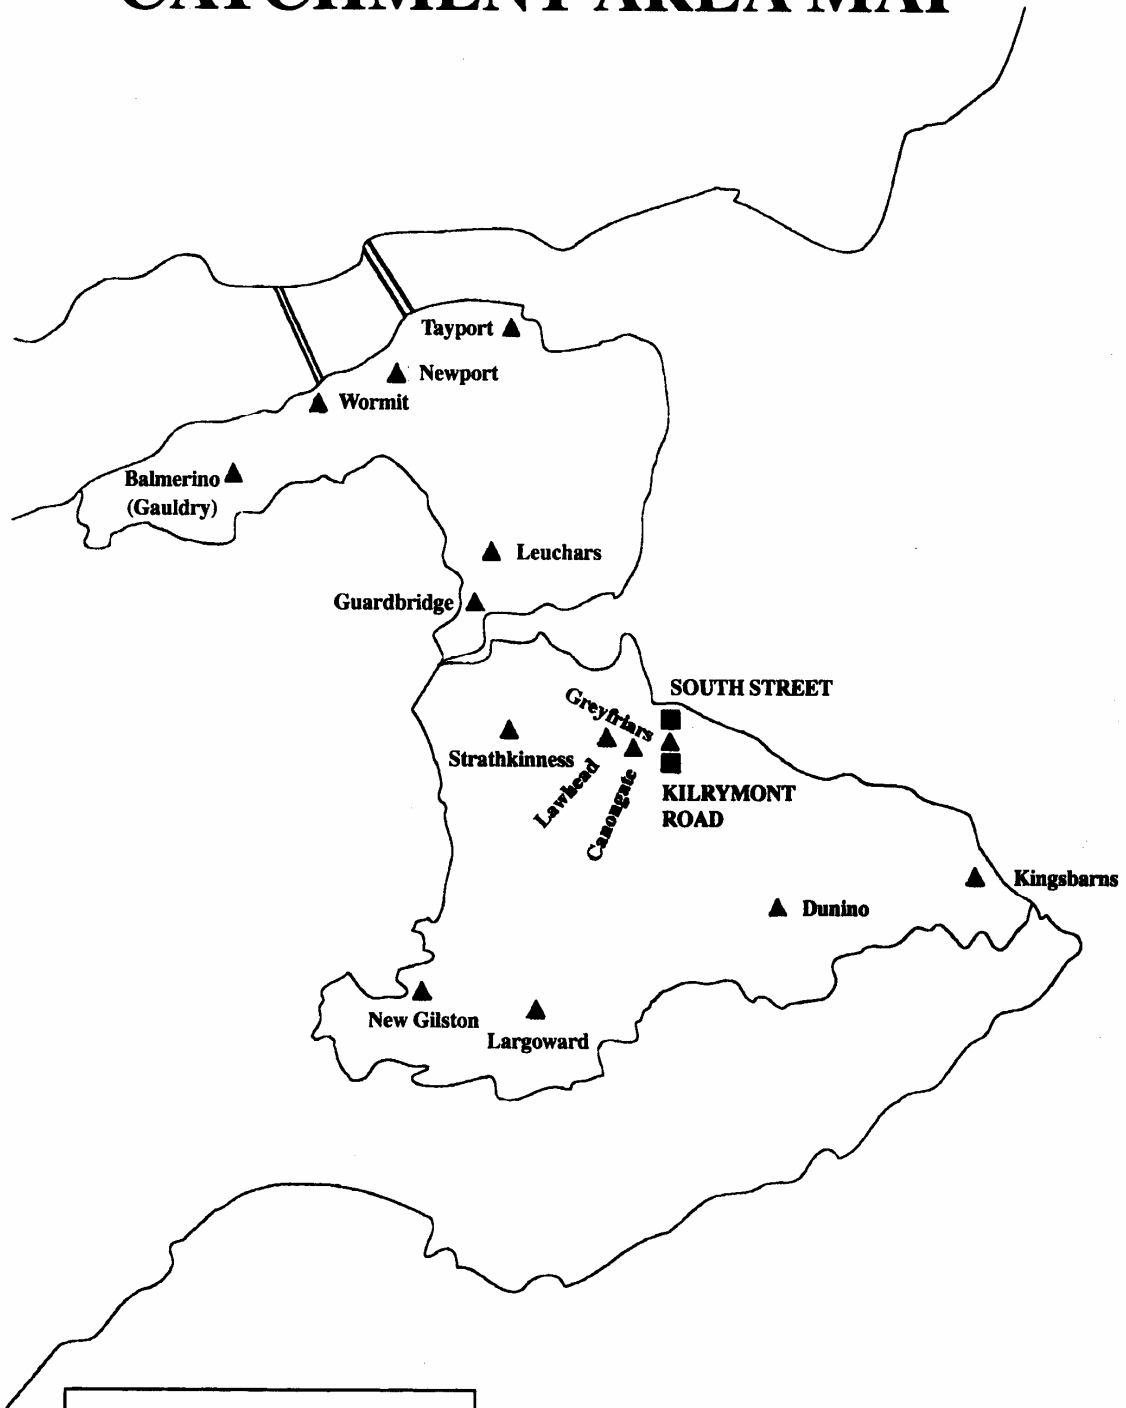 CATCHMENT AREA MAP
Tayport
Newport
Wormit
Balmerino
(Gauldry)
Leuchars
Guardbridge
SOUTH STREET
Greyfriars
Strathkinness
Lawhead
Canongate
KILRYMONT
ROAD
Kingsbarns
Dunino
New Gilston
Largoward